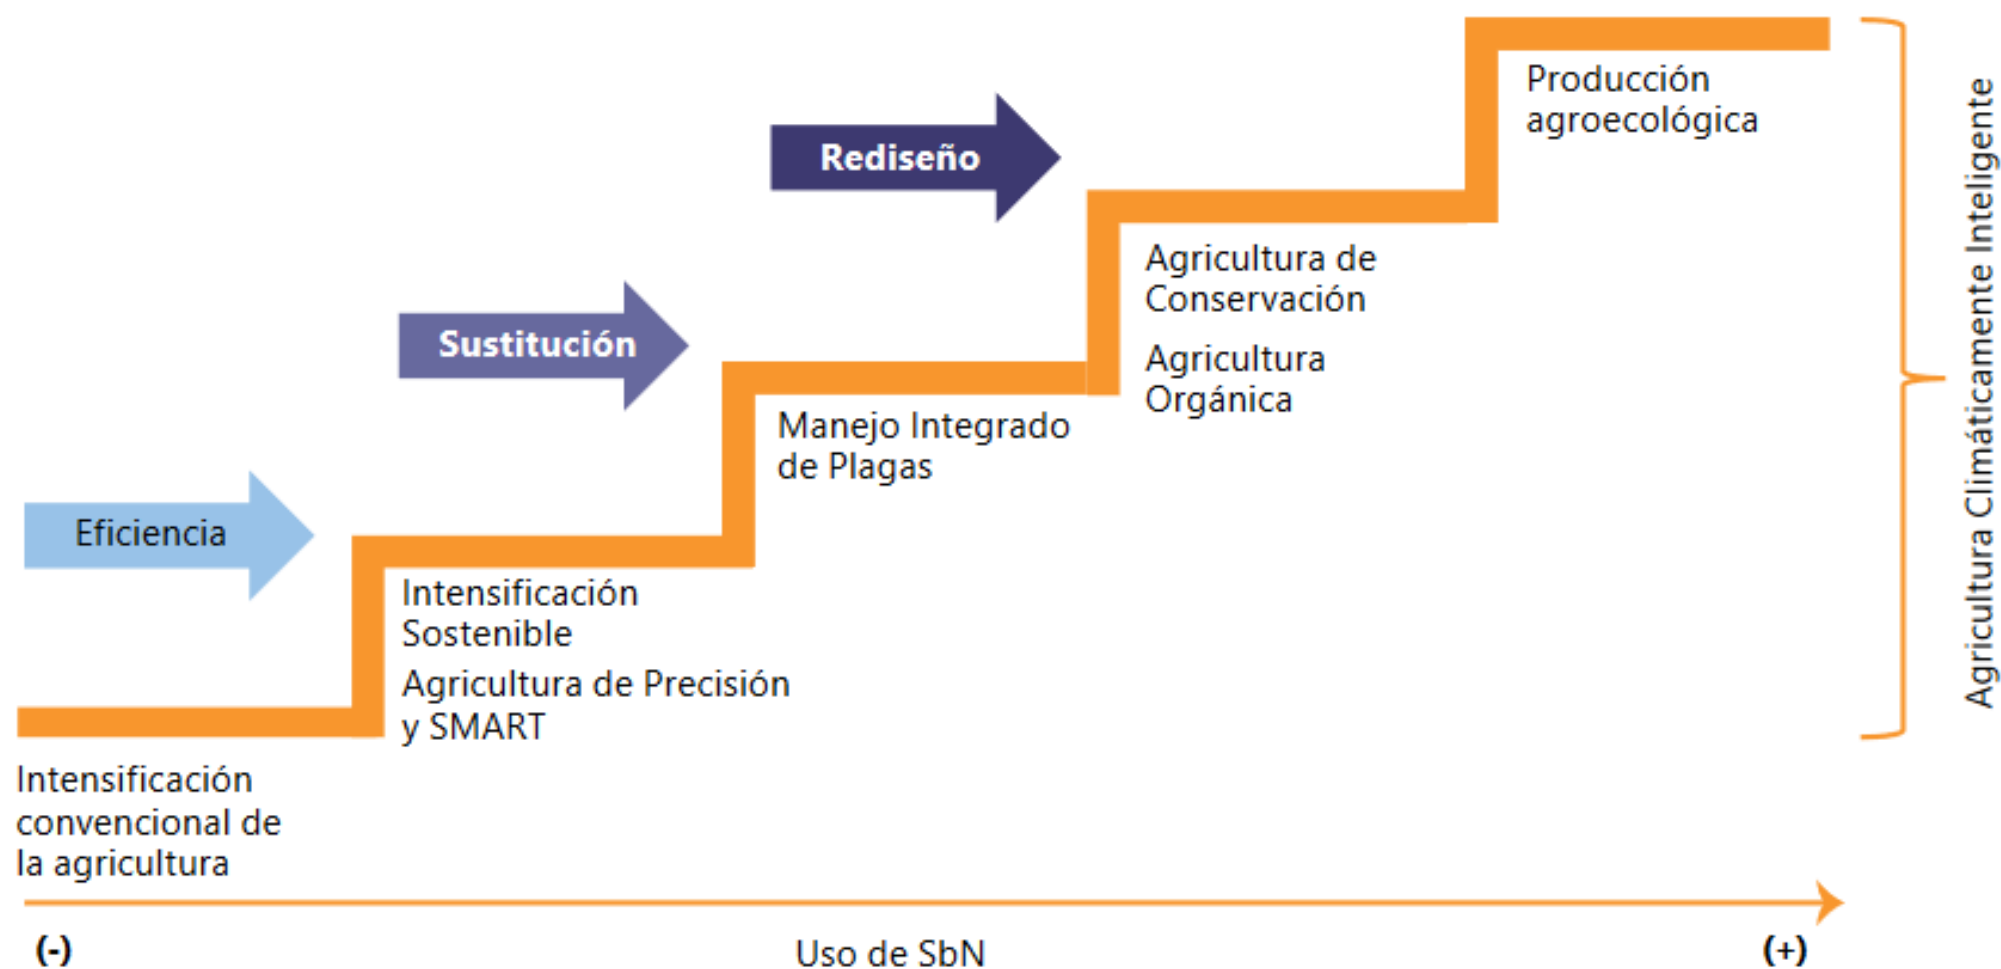 Producción
agroecológica
Rediseño
Agricultura de
Conservación
Agricultura
Orgánica
Sustitución
Manejo Integrado
de Plagas
Eficiencia
Intensificación
Sostenible
Agricultura de Precisión
y SMART
Intensificación
convencional de
la agricultura
Agricultura Climáticamente Inteligente
(-)
Uso de SbN
(+)